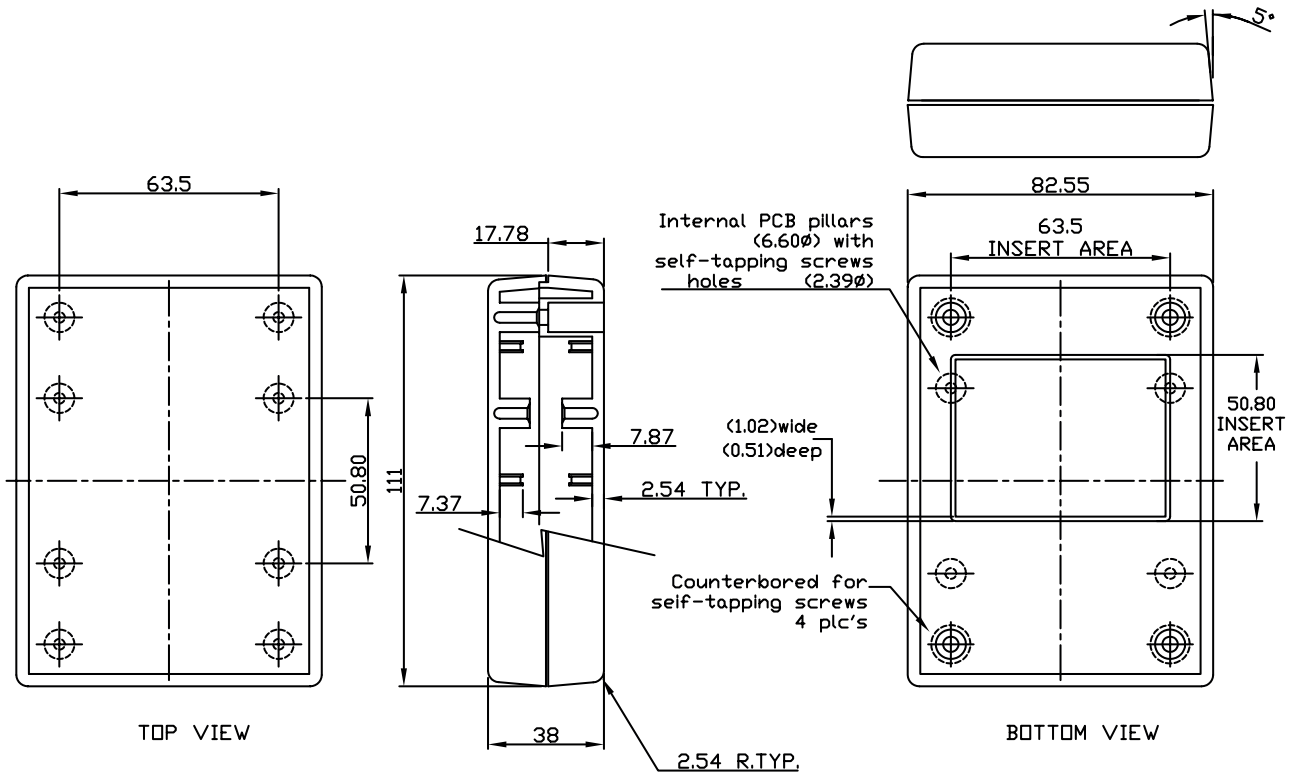 5°
63.5
82.55
17.78
Internal PCB pillars
(6.60ø) with
self-tapping screws
holes (2.39ø)
63.5
INSERT AREA
50.80
INSERT
AREA
(1.02)wide
(0.51)deep
7.87
50.80
111
7.37
2.54 TYP.
Counterbored for
seif-tapping screws
4 plc's
TOP VIEW
38
BOTTOM VIEW
2.54 R.TYP.